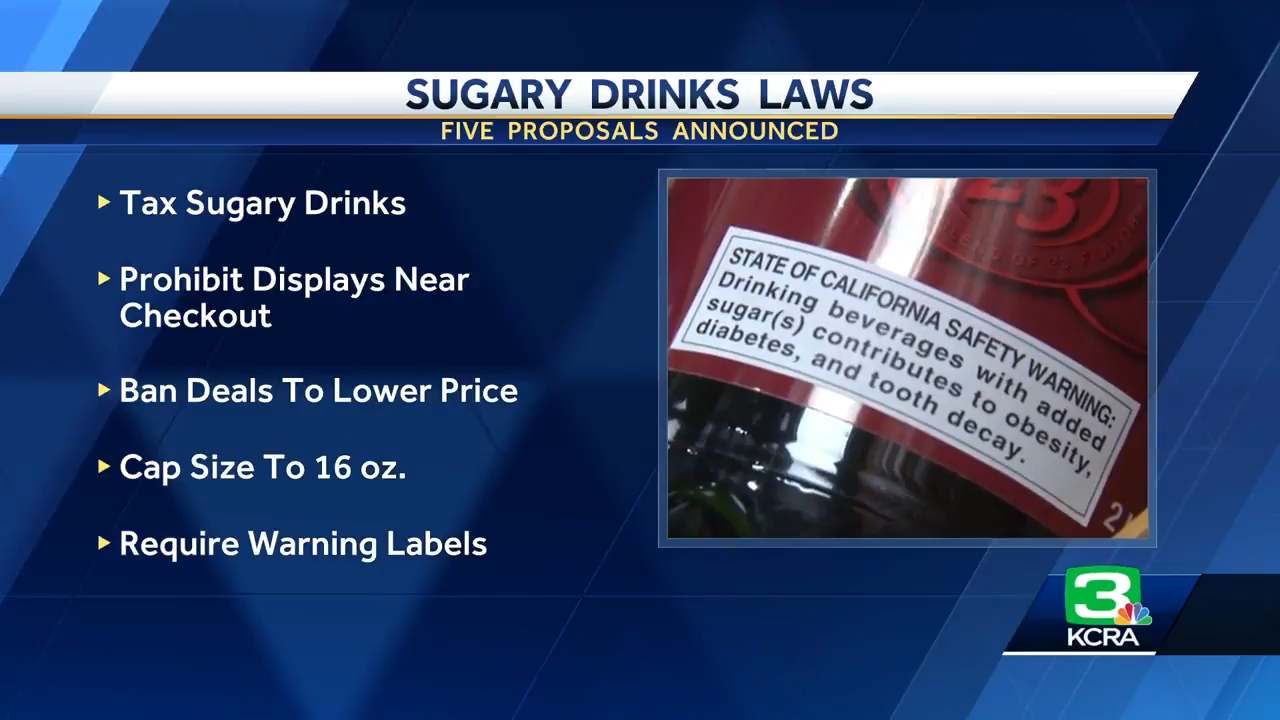 SUGARY DRINKS LAWS
FIVE PROPOSALS ANNOUNCED
Tax Sugary Drinks
Prohibit Displays Near
Checkout
Ban Deals To Lower Price
Cap Size To 16 oz.
Require Warning Labels
23
STATE OF CALIFORNIA SAFETY WARNING:
Drinking beverages with added
sugar(s) contributes to obesity,
diabetes, and tooth decay.
3
KCRA